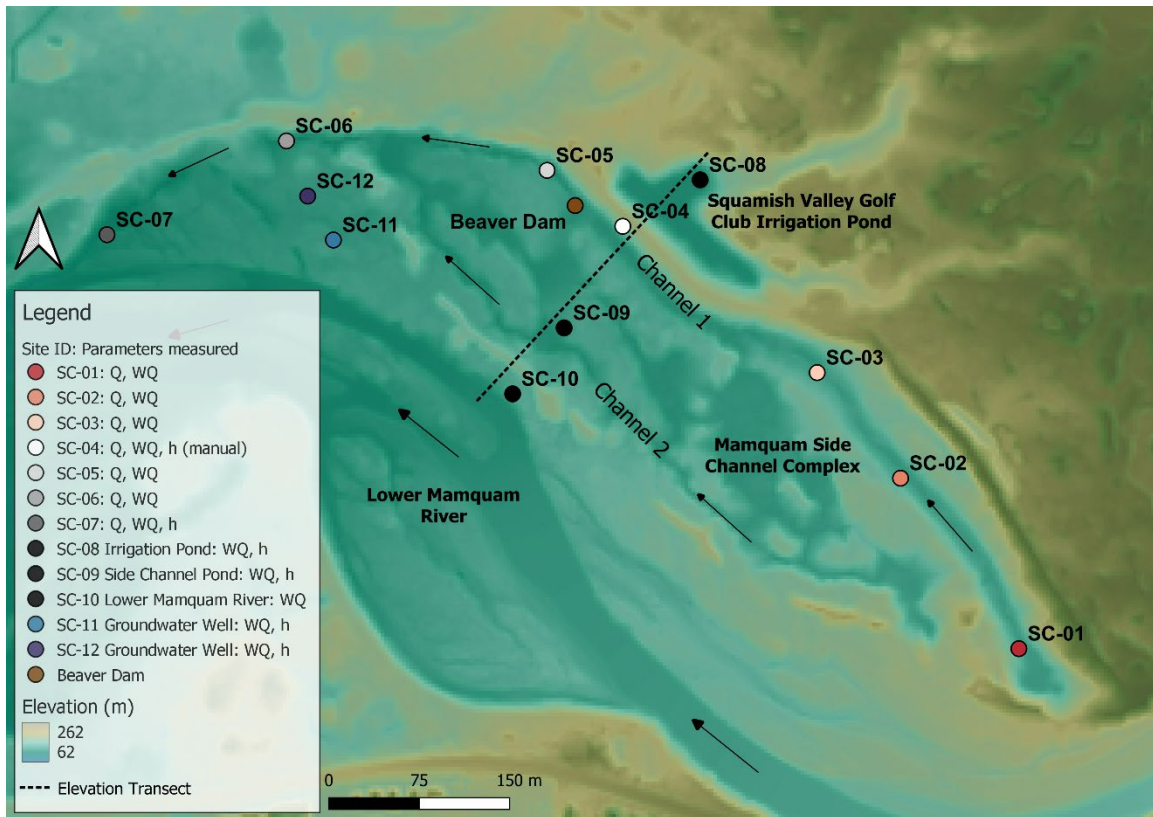 SC-06
SC-05
SC-08
SC-12
Squamish Valley Golf
Club Irrigation Pond
Beaver Dam
SC-04
SC-07
SC-11
Channel 1
SC-09
SC-03
SC-10
Channel 2
Mamquam Side
Channel Complex
SC-02
Lower Mamquam
River
SC-01
Legend
Site ID: Parameters measured
SC-01: Q, WQ
SC-02: Q, WQ
SC-03: Q, WQ
SC-04: Q, WQ, h (manual)
SC-05: Q, WQ
SC-06: Q, WQ
SC-07: Q, WQ, h
SC-08 Irrigation Pond: WQ, h
SC-09 Side Channel Pond: WQ, h
SC-10 Lower Mamquam River: WQ
SC-11 Groundwater Well: WQ, h
SC-12 Groundwater Well: WQ, h
Beaver Dam
Elevation (m)
262
62
Elevation Transect
0 75 150 m